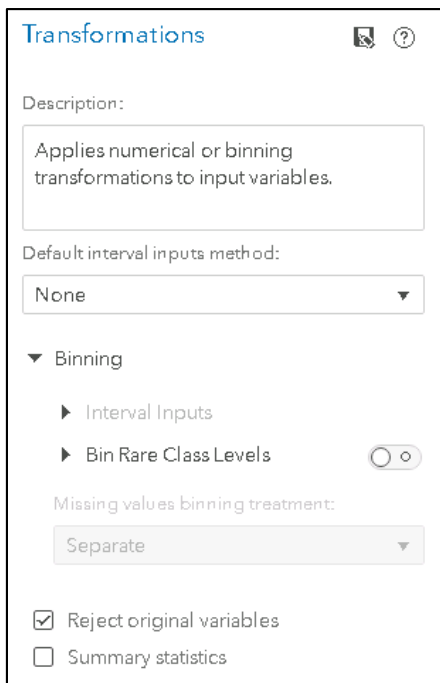 Transformations
Description:
Applies numerical or binning
transformations to input variables.
Default interval inputs method:
None
Binning
Interval Inputs
Bin Rare Class Levels
Missing values binning treatment:
Separate
Reject original variables
Summary statistics